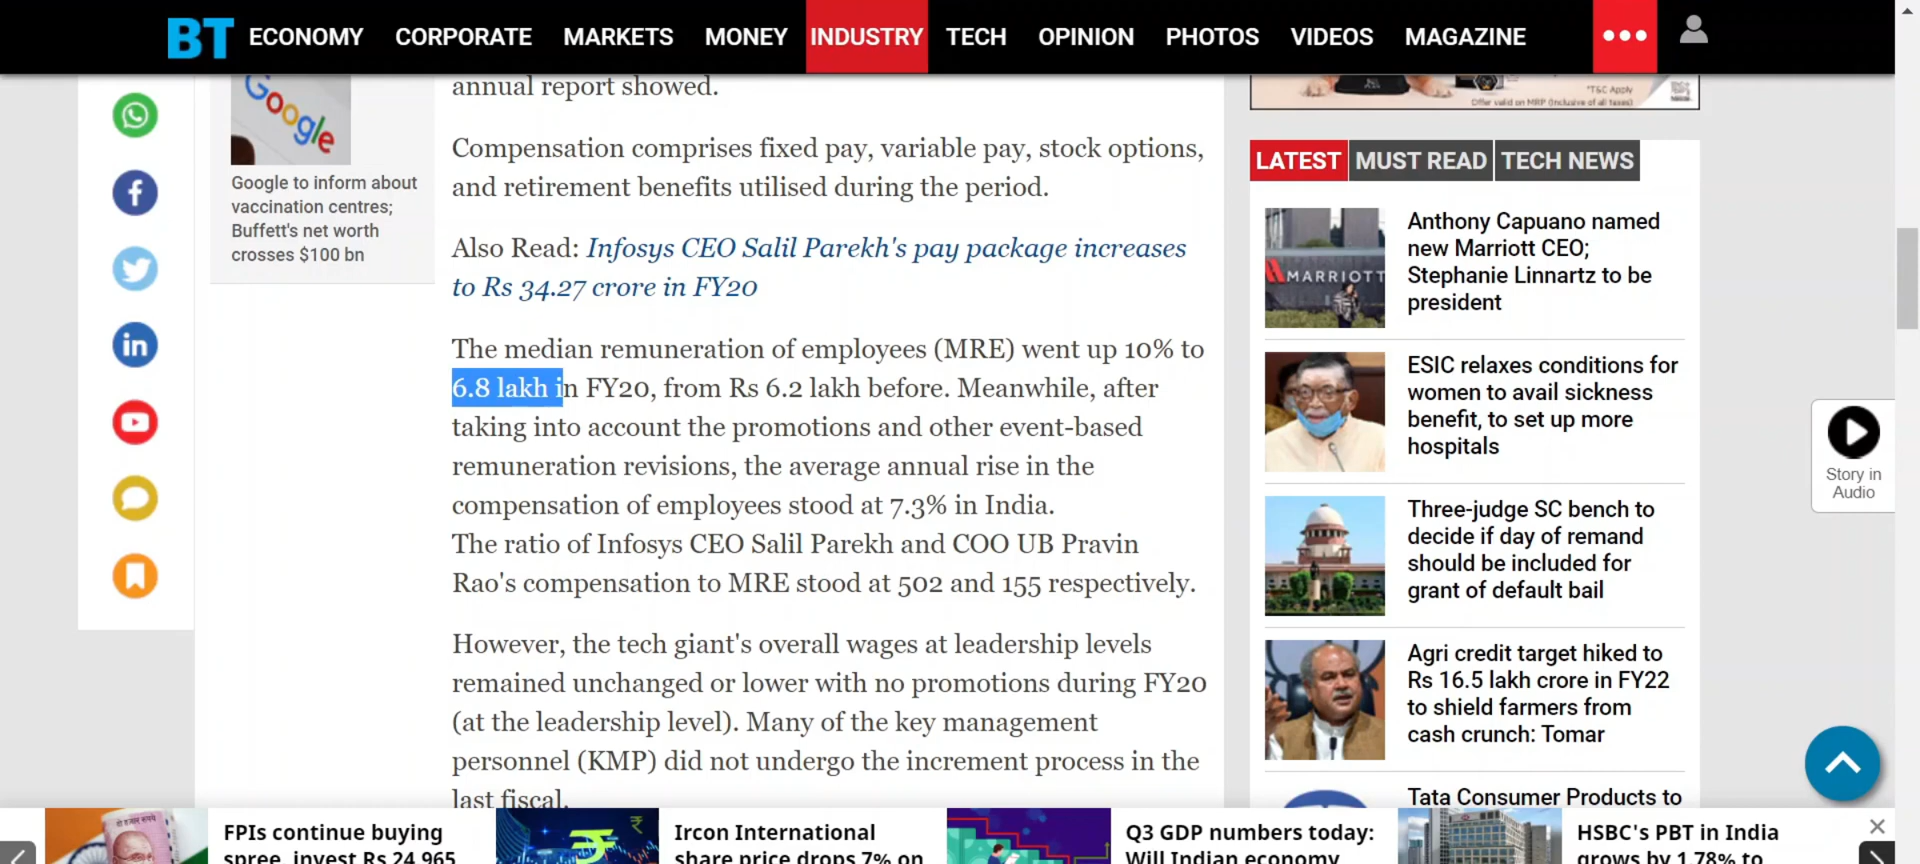 BT ECONOMY CORPORATE MARKETS MONEY INDUSTRY TECH OPINION PHOTOS VIDEOS MAGAZINE
Google
Google to inform about
vaccination centres;
Buffett's net worth
crosses $100 bn
annual report showed.
Compensation comprises fixed pay, variable pay, stock options,
and retirement benefits utilised during the period.
Also Read: Infosys CEO Salil Parekh's pay package increases
to Rs 34.27 crore in FY20
The median remuneration of employees (MRE) went up 10% to
6.8 lakh in FY20, from Rs 6.2 lakh before. Meanwhile, after
taking into account the promotions and other event-based
remuneration revisions, the average annual rise in the
compensation of employees stood at 7.3% in India.
The ratio of Infosys CEO Salil Parekh and COO UB Pravin
Rao's compensation to MRE stood at 502 and 155 respectively.
However, the tech giant's overall wages at leadership levels
remained unchanged or lower with no promotions during FY20
(at the leadership level). Many of the key management
personnel (KMP) did not undergo the increment process in the
last fiscal.
*T&C Apply
Offer valid on MRP (Inclusive of all taxes)
LATEST MUST READ TECH NEWS
MARRIOTT
Anthony Capuano named
new Marriott CEO;
Stephanie Linnartz to be
president
ESIC relaxes conditions for
women to avail sickness
benefit, to set up more
hospitals
Three-judge SC bench to
decide if day of remand
should be included for
grant of default bail
Agri credit target hiked to
Rs 16.5 lakh crore in FY22
to shield farmers from
cash crunch: Tomar
Tata Consumer Products to
Story in
Audio
FPIs continue buying
spree, invest Rs 24,965
Ircon International
share price drops 7% on
Q3 GDP numbers today:
Will Indian economy
HSBC's PBT in India
grows by 1.78% to